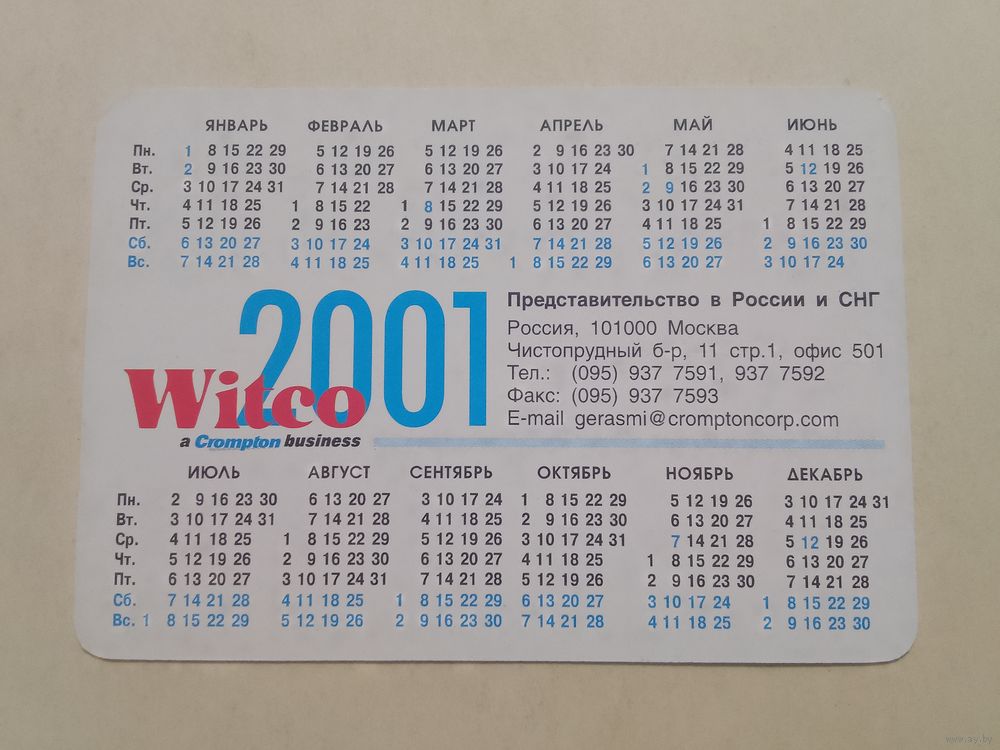 ЯНВАРЬ ФЕВРАЛЬ МАРТ АПРЕЛЬ МАЙ ИЮНЬ
Пн. 1 8 15 22 29 5 12 19 26 5 12 19 26 2 9 16 23 30 7 14 21 28 4 11 18 25
Вт. 2 9 16 23 30 6 13 20 27 6 13 20 27 3 10 17 24 1 8 15 22 29 5 12 19 26
Ср. 3 10 17 24 31 7 14 21 28 7 14 21 28 4 11 18 25 2 9 16 23 30 6 13 20 27
Чт. 4 11 18 25 1 8 15 22 1 8 15 22 29 5 12 19 26 3 10 17 24 31 7 14 21 28
Пт. 5 12 19 26 2 9 16 23 2 9 16 23 30 6 13 20 27 4 11 18 25 1 8 15 22 29
Сб. 6 13 20 27 3 10 17 24 3 10 17 24 31 7 14 21 28 5 12 19 26 2 9 16 23 30
Вс. 7 14 21 28 4 11 18 25 4 11 18 25 1 8 15 22 29 6 13 20 27 3 10 17 24
2001
Witco
a Crompton business
Представительство в России и СНГ
Россия, 101000 Москва
Чистопрудный б-р, 11 стр.1, офис 501
Тел.: (095) 937 7591, 937 7592
Факс: (095) 937 7593
E-mail gerasmi@cromptoncorp.com
ИЮЛЬ АВГУСТ СЕНТЯБРЬ ОКТЯБРЬ НОЯБРЬ ДЕКАБРЬ
Пн. 2 9 16 23 30 6 13 20 27 3 10 17 24 1 8 15 22 29 5 12 19 26 3 10 17 24 31
Вт. 3 10 17 24 31 7 14 21 28 4 11 18 25 2 9 16 23 30 6 13 20 27 4 11 18 25
Ср. 4 11 18 25 1 8 15 22 29 5 12 19 26 3 10 17 24 31 7 14 21 28 5 12 19 26
Чт. 5 12 19 26 2 9 16 23 30 6 13 20 27 4 11 18 25 1 8 15 22 29 6 13 20 27
Пт. 6 13 20 27 3 10 17 24 31 7 14 21 28 5 12 19 26 2 9 16 23 30 7 14 21 28
Сб. 7 14 21 28 4 11 18 25 1 8 15 22 29 6 13 20 27 3 10 17 24 1 8 15 22 29
Вс. 1 8 15 22 29 5 12 19 26 2 9 16 23 30 7 14 21 28 4 11 18 25 2 9 16 23 30
www.ay.by